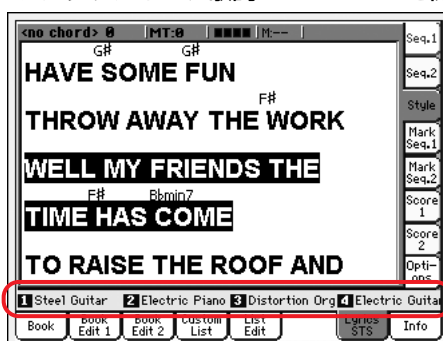 <no chord> 0 MT:0 M:--
Seq.1
G# G#
HAVE SOME FUN
Seq.2
F#
Style
THROW AWAY THE WORK
Mark Seq.1
WELL MY FRIENDS THE
Mark Seq.2
F# Bbmin7
Score 1
TIME HAS COME
Score 2
TO RAISE THE ROOF AND
Opti-ons
1 Steel Guitar 2 Electric Piano 3 Distortion Org 4 Electric Guitar
Book Book Edit 1 Book Edit 2 Custom List List Edit Lyrics STS Info